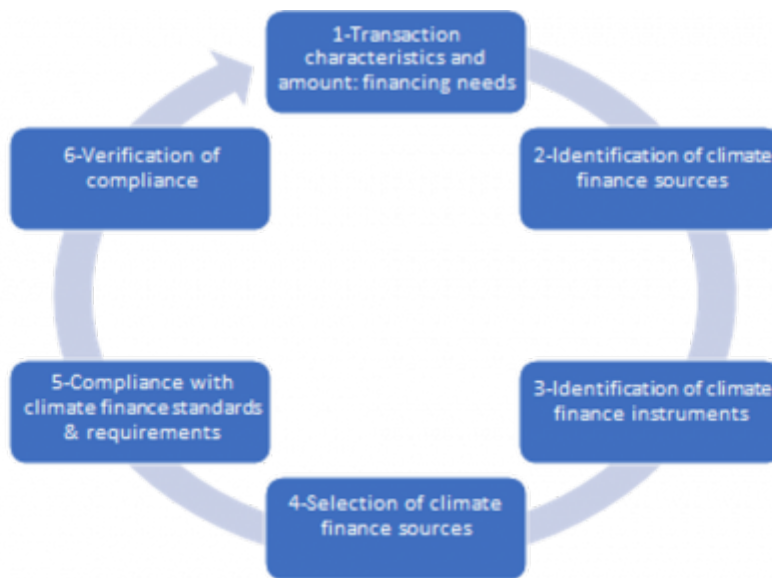 1-Transaction
characteristics and
amount: financing needs
2-Identification of climate
finance sources
3-Identification of climate
finance instruments
4-Selection of climate
finance sources
5-Compliance with
climate finance standards
& requirements
6-Verification of
compliance